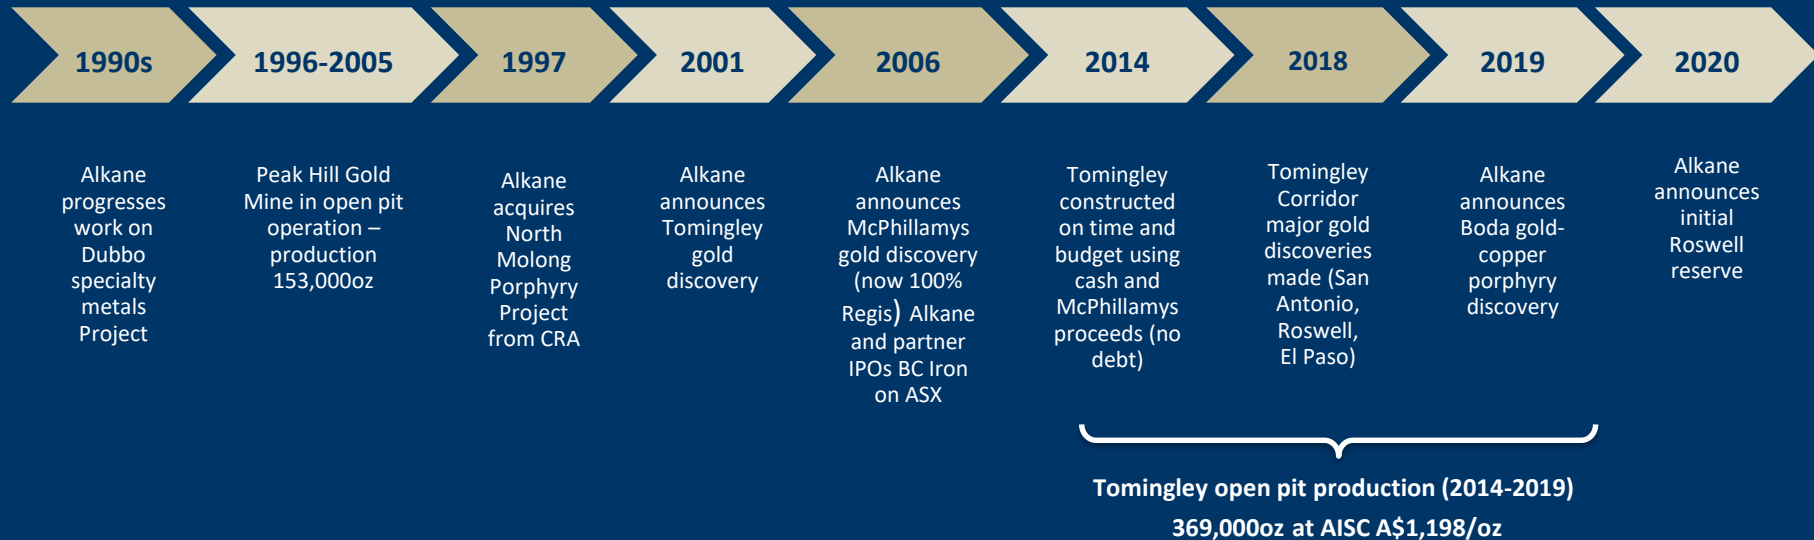 1990s
1996-2005
1997
2001
2006
2014
2018
2019
2020
Alkane
progresses
work on
Dubbo
specialty
metals
Project
Peak Hill Gold
Mine in open pit
operation –
production
153,000oz
Alkane
acquires
North
Molong
Porphyry
Project
from CRA
Alkane
announces
Tomingley
gold
discovery
Alkane
announces
McPhillamys
gold discovery
(now 100%
Regis) Alkane
and partner
IPOs BC Iron
on ASX
Tomingley
constructed
on time and
budget using
cash and
McPhillamys
proceeds (no
debt)
Tomingley
Corridor
major gold
discoveries
made (San
Antonio,
Roswell,
El Paso)
Alkane
announces
Boda gold-
copper
porphyry
discovery
Alkane
announces
initial
Roswell
reserve
Tomingley open pit production (2014-2019)
369,000oz at AISC A$1,198/oz